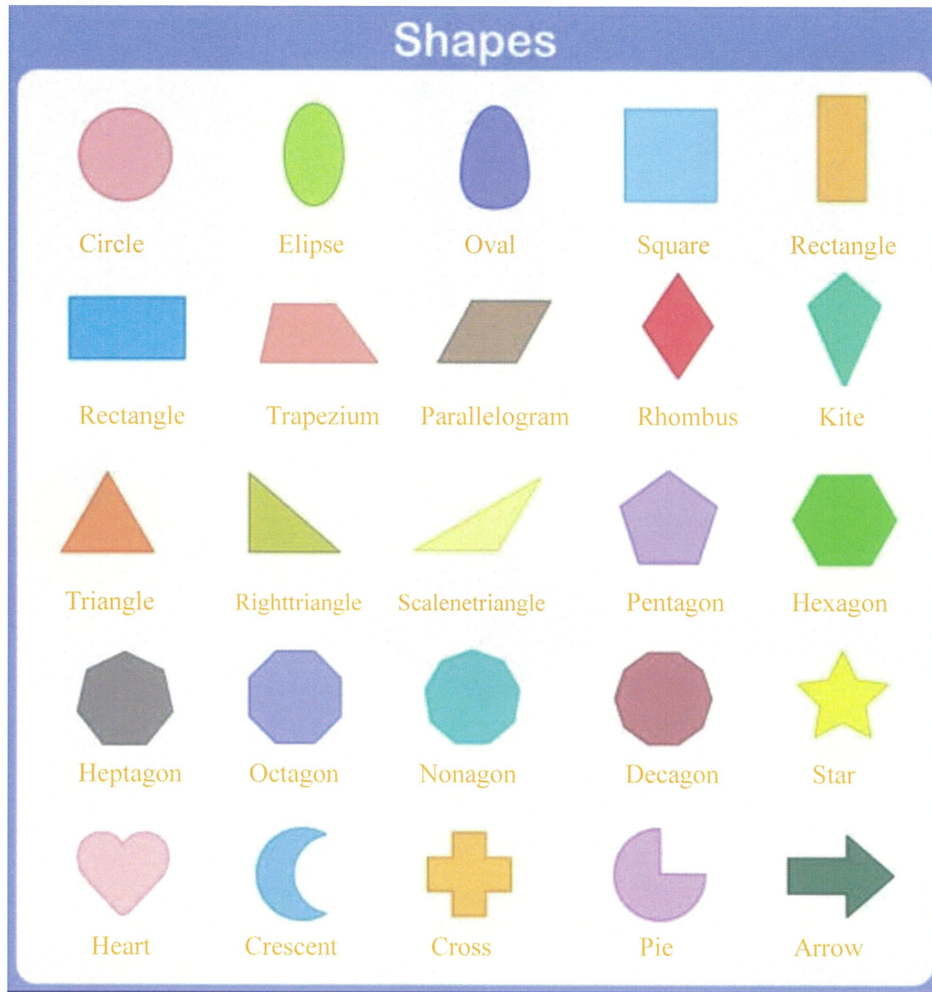 Shapes
Circle Elipse Oval Square Rectangle
Rectangle Trapezium Parallelogram Rhombus Kite
Triangle Righttriangle Scalenetriangle Pentagon Hexagon
Heptagon Octagon Nonagon Decagon Star
Heart Crescent Cross Pie Arrow